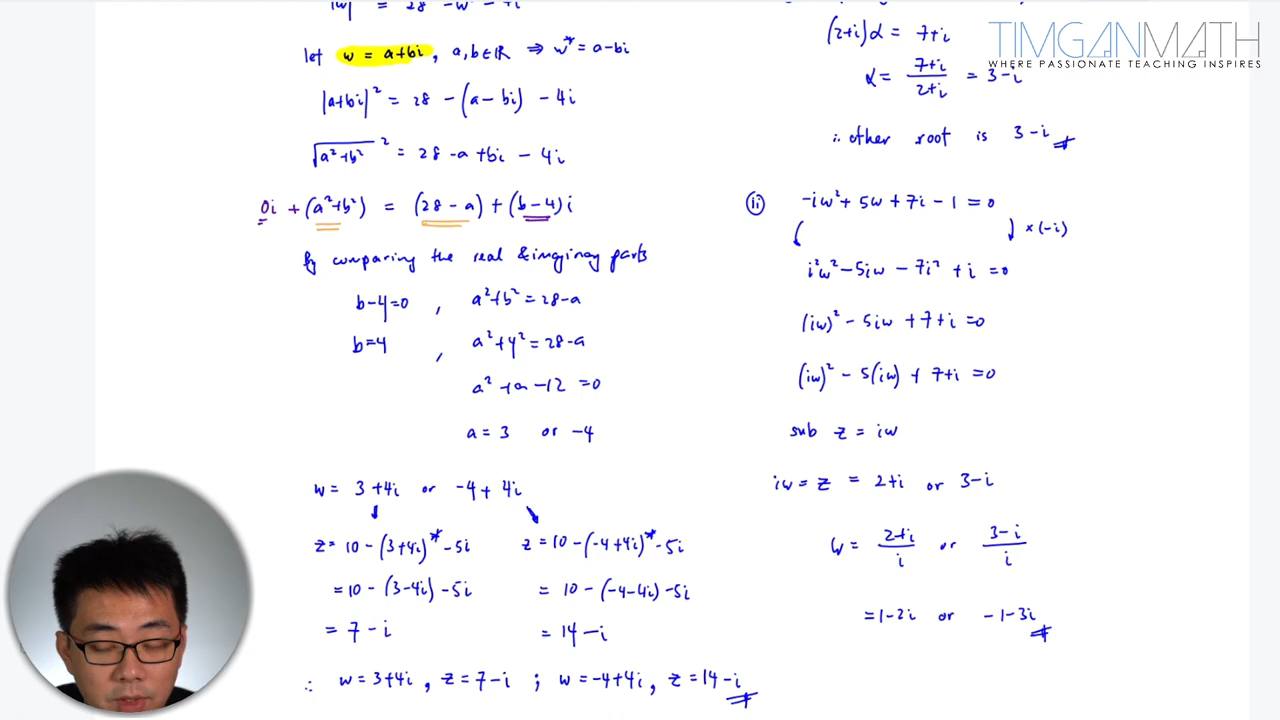 let w = a+bi, a,b∈ℝ ⇒ w* = a-bi
|a+bi|² = 28 - (a-bi) - 4i
√(a²+b²)² = 28-a+bi - 4i
0i + (a²+b²) = (28-a) + (b-4)i
by comparing the real & imaginary parts
b-4=0 , a²+b²=28-a
b=4 , a²+4²=28-a
a²+a-12=0
a = 3 or -4
w = 3+4i or -4+4i
z = 10-(3+4i)*-5i z = 10-(-4+4i)*-5i
= 10-(3-4i)-5i = 10-(-4-4i)-5i
= 7-i = 14-i
∴ w=3+4i, z=7-i ; w=-4+4i, z=14-i
(2+i)α = 7+i
α = (7+i)/(2+i) = 3-i
∴ other root is 3-i
(ii) -iw²+5w+7i-1=0
↓ ×(-i)
i²w²-5iw-7i²+i=0
(iw)²-5iw+7+i=0
(iw)²-5(iw)+7+i=0
sub z = iw
iw = z = 2+i or 3-i
w = (2+i)/i or (3-i)/i
= 1-2i or -1-3i
TIMGANMATH
WHERE PASSIONATE TEACHING INSPIRES